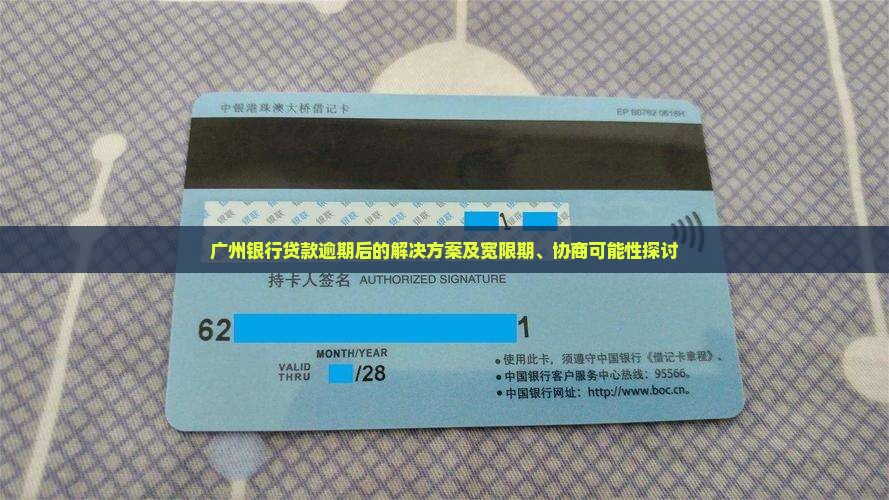 中银港珠澳大桥借记卡
EP B0762 0618H
1
广州银行贷款逾期后的解决方案及宽限期、协商可能性探讨
持卡人签名 AUTHORIZED SIGNATURE
62 1
MONTH/YEAR
VALID THRU /28
●使用此卡,须遵守中国银行《借记卡章程》。
●中国银行客户服务中心热线:95566。
●中国银行网址:http://www.boc.cn。